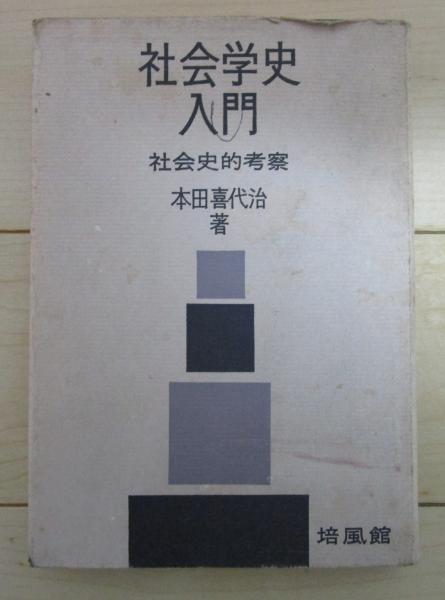 社会学史
入門
社会史的考察
本田喜代治
著
培風館